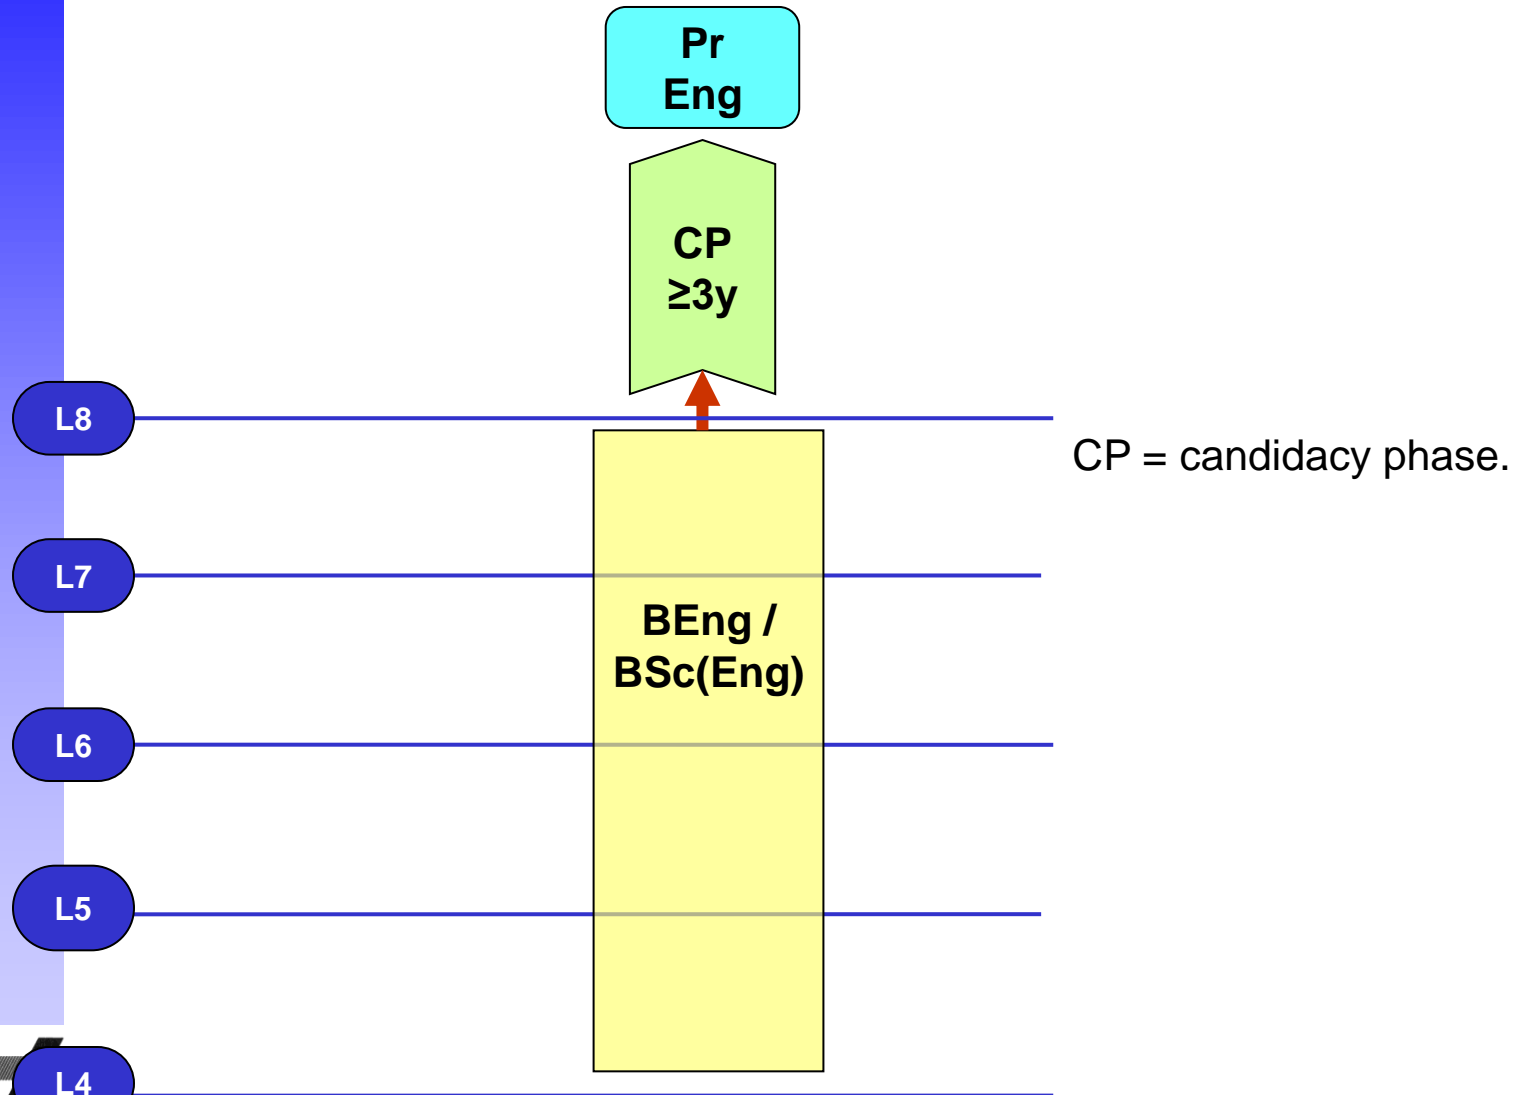 Pr
Eng
CP
≥3y
L8
CP = candidacy phase.
L7
BEng /
BSc(Eng)
L6
L5
L4